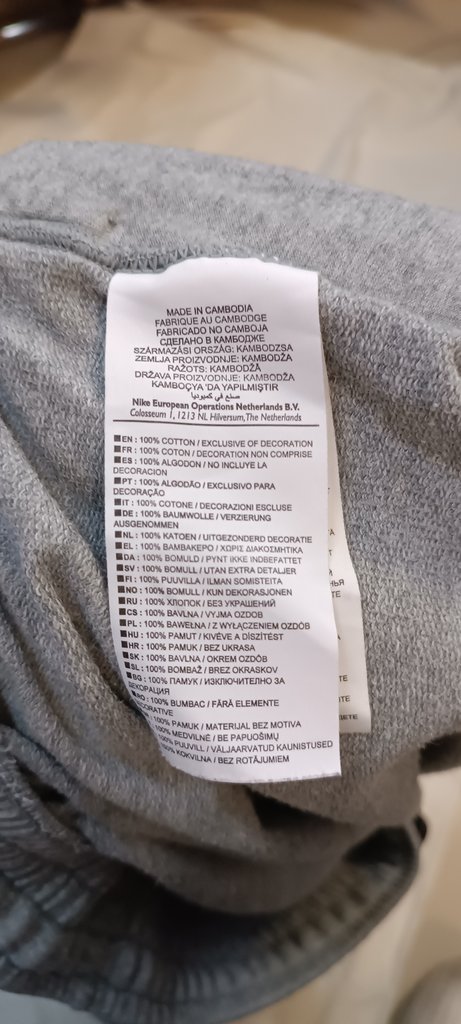 MADE IN CAMBODIA
FABRIQUE AU CAMBODGE
FABRICADO NO CAMBOJA
СДЕЛАНО В КАМБОДЖЕ
SZÁRMAZÁSI ORSZÁG: KAMBODZSA
ZEMLJA PROIZVODNJE: KAMBODŽA
RAŽOTS: KAMBODŽĀ
DRŽAVA PROIZVODNJE: KAMBODŽA
KAMBOÇYA 'DA YAPILMIŞTIR
صنع في كمبوديا
Nike European Operations Netherlands B.V.
Colosseum 1, 1213 NL Hilversum, The Netherlands
EN : 100% COTTON / EXCLUSIVE OF DECORATION
FR : 100% COTON / DECORATION NON COMPRISE
ES : 100% ALGODON / NO INCLUYE LA
DECORACION
PT : 100% ALGODÃO / EXCLUSIVO PARA
DECORAÇÃO
IT : 100% COTONE / DECORAZIONI ESCLUSE
DE : 100% BAUMWOLLE / VERZIERUNG
AUSGENOMMEN
NL : 100% KATOEN / UITGEZONDERD DECORATIE
EL : 100% ΒΑΜΒΑΚΕΡΟ / ΧΩΡΙΣ ΔΙΑΚΟΣΜΗΤΙΚΑ
DA : 100% BOMULD / PYNT IKKE INDBEFATTET
SV : 100% BOMULL / UTAN EXTRA DETALJER
FI : 100% PUUVILLA / ILMAN SOMISTEITA
NO : 100% BOMULL / KUN DEKORASJONEN
RU : 100% ХЛОПОК / БЕЗ УКРАШЕНИЙ
CS : 100% BAVLNA / VYJMA OZDOB
PL : 100% BAWEŁNA / Z WYŁĄCZENIEM OZDÓB
HU : 100% PAMUT / KIVÉVE A DÍSZÍTÉST
HR : 100% PAMUK / BEZ UKRASA
SK : 100% BAVLNA / OKREM OZDÔB
SL : 100% BOMBAŽ / BREZ OKRASKOV
BG : 100% ПАМУК / ИЗКЛЮЧИТЕЛНО ЗА
ДЕКОРАЦИЯ
RO : 100% BUMBAC / FĂRĂ ELEMENTE
DECORATIVE
100% PAMUK / MATERIJAL BEZ MOTIVA
100% MEDVILNĖ / BE PAPUOŠIMŲ
100% PUUVILL / VÄLJAARVATUD KAUNISTUSED
100% KOKVILNA / BEZ ROTĀJUMIEM